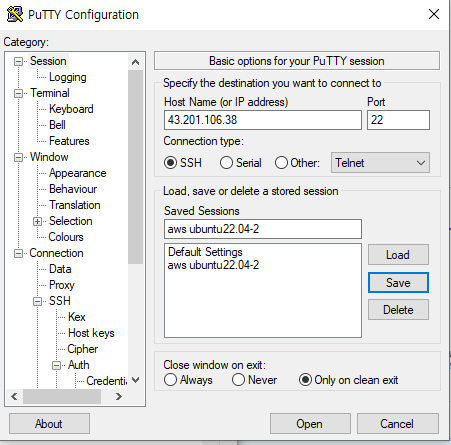 PuTTY Configuration
Category:
Session
Logging
Terminal
Keyboard
Bell
Features
Window
Appearance
Behaviour
Translation
Selection
Colours
Connection
Data
Proxy
SSH
Kex
Host keys
Cipher
Auth
Basic options for your PuTTY session
Specify the destination you want to connect to
Host Name (or IP address) Port
43.201.106.38 22
Connection type:
SSH Serial Other: Telnet
Load, save or delete a stored session
Saved Sessions
aws ubuntu22.04-2
Default Settings
aws ubuntu22.04-2
Load
Save
Delete
Close window on exit:
Always Never Only on clean exit
About Open Cancel